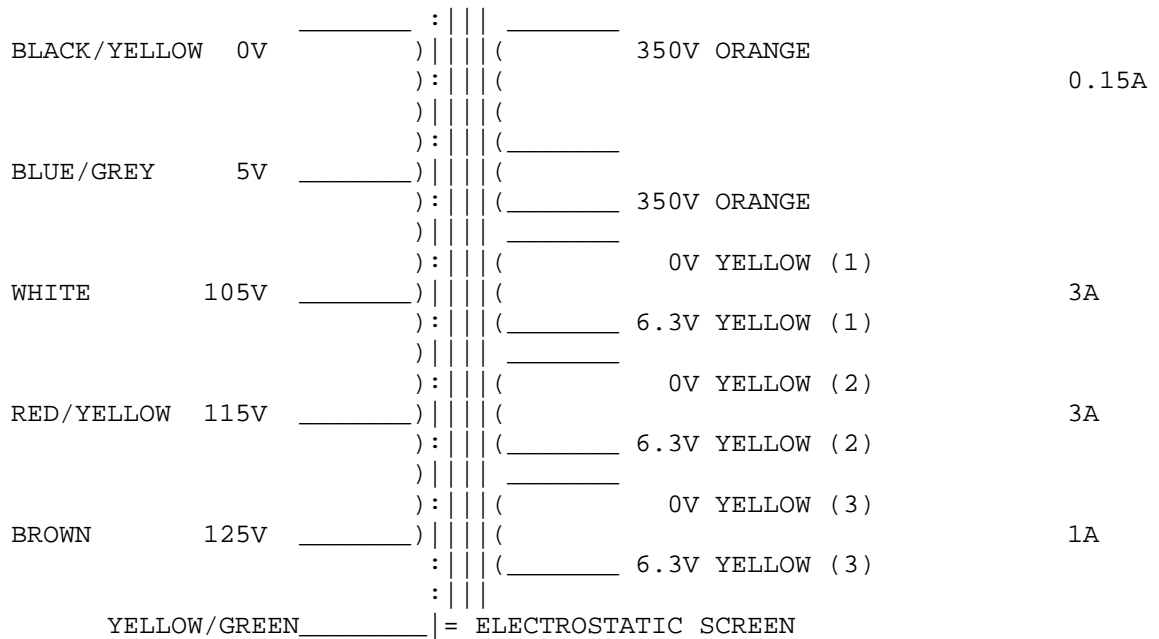 BLACK/YELLOW 0V 350V ORANGE
0.15A
BLUE/GREY 5V
350V ORANGE
0V YELLOW (1)
WHITE 105V 3A
6.3V YELLOW (1)
0V YELLOW (2)
RED/YELLOW 115V 3A
6.3V YELLOW (2)
0V YELLOW (3)
BROWN 125V 1A
6.3V YELLOW (3)
YELLOW/GREEN = ELECTROSTATIC SCREEN